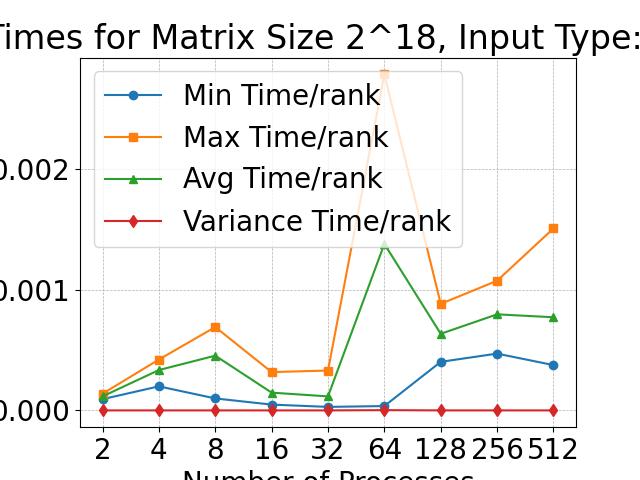 Times for Matrix Size 2^18, Input Type:
Min Time/rank
Max Time/rank
Avg Time/rank
Variance Time/rank
0.002
0.001
0.000
2 4 8 16 32 64 128 256 512
Number of Processes